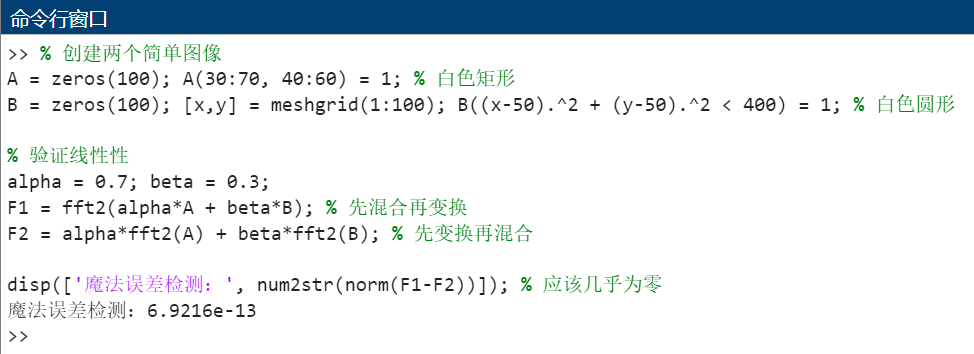 命令行窗口
>> % 创建两个简单图像
A = zeros(100); A(30:70, 40:60) = 1; % 白色矩形
B = zeros(100); [x,y] = meshgrid(1:100); B((x-50).^2 + (y-50).^2 < 400) = 1; % 白色圆形
% 验证线性性
alpha = 0.7; beta = 0.3;
F1 = fft2(alpha*A + beta*B); % 先混合再变换
F2 = alpha*fft2(A) + beta*fft2(B); % 先变换再混合
disp(['魔法误差检测：', num2str(norm(F1-F2))]); % 应该几乎为零
魔法误差检测：6.9216e-13
>>